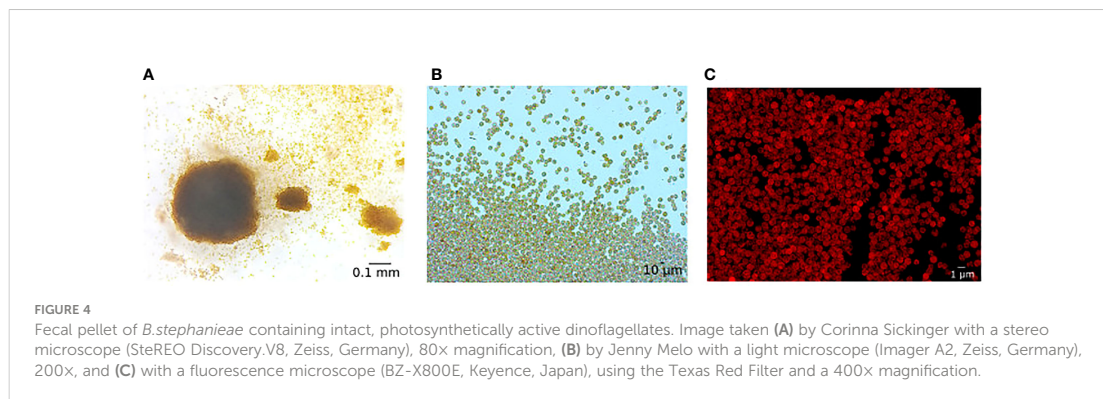 A
B
C
0.1 mm
10 µm
1 µm
FIGURE 4
Fecal pellet of B.stephanieae containing intact, photosynthetically active dinoflagellates. Image taken (A) by Corinna Sickinger with a stereo
microscope (SteREO Discovery.V8, Zeiss, Germany), 80× magnification, (B) by Jenny Melo with a light microscope (Imager A2, Zeiss, Germany),
200×, and (C) with a fluorescence microscope (BZ-X800E, Keyence, Japan), using the Texas Red Filter and a 400× magnification.